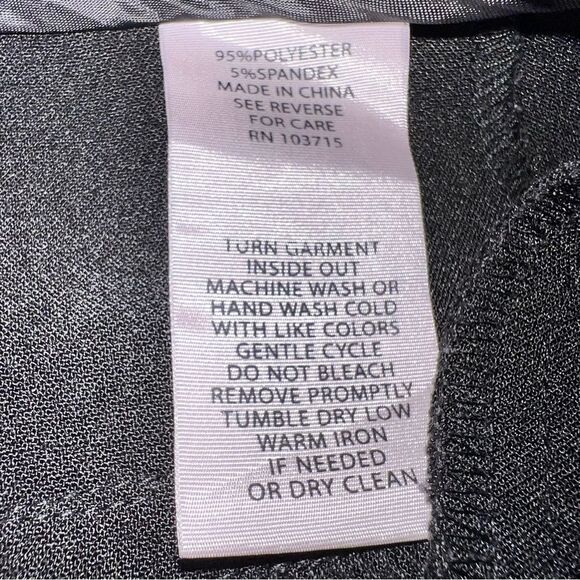 95%POLYESTER
5%SPANDEX
MADE IN CHINA
SEE REVERSE
FOR CARE
RN 103715
TURN GARMENT
INSIDE OUT
MACHINE WASH OR
HAND WASH COLD
WITH LIKE COLORS
GENTLE CYCLE
DO NOT BLEACH
REMOVE PROMPTLY
TUMBLE DRY LOW
WARM IRON
IF NEEDED
OR DRY CLEAN